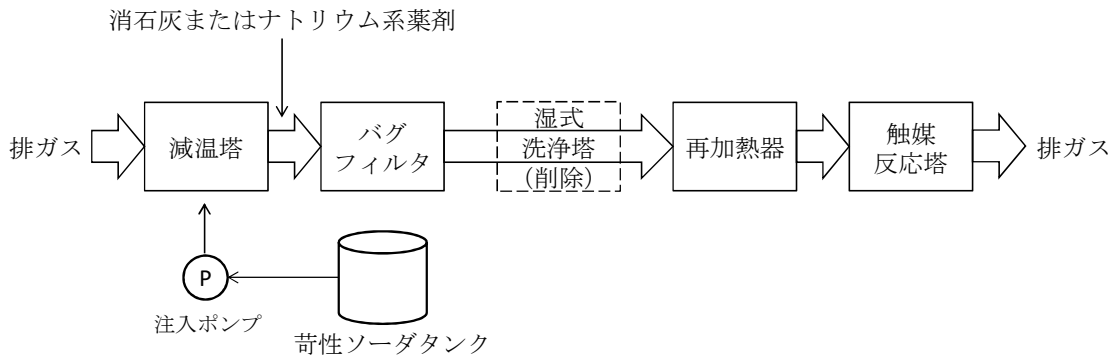 消石灰またはナトリウム系薬剤
排ガス
減温塔
バグ
フィルタ
湿式
洗浄塔
（削除）
再加熱器
触媒
反応塔
排ガス
P
注入ポンプ
苛性ソーダタンク